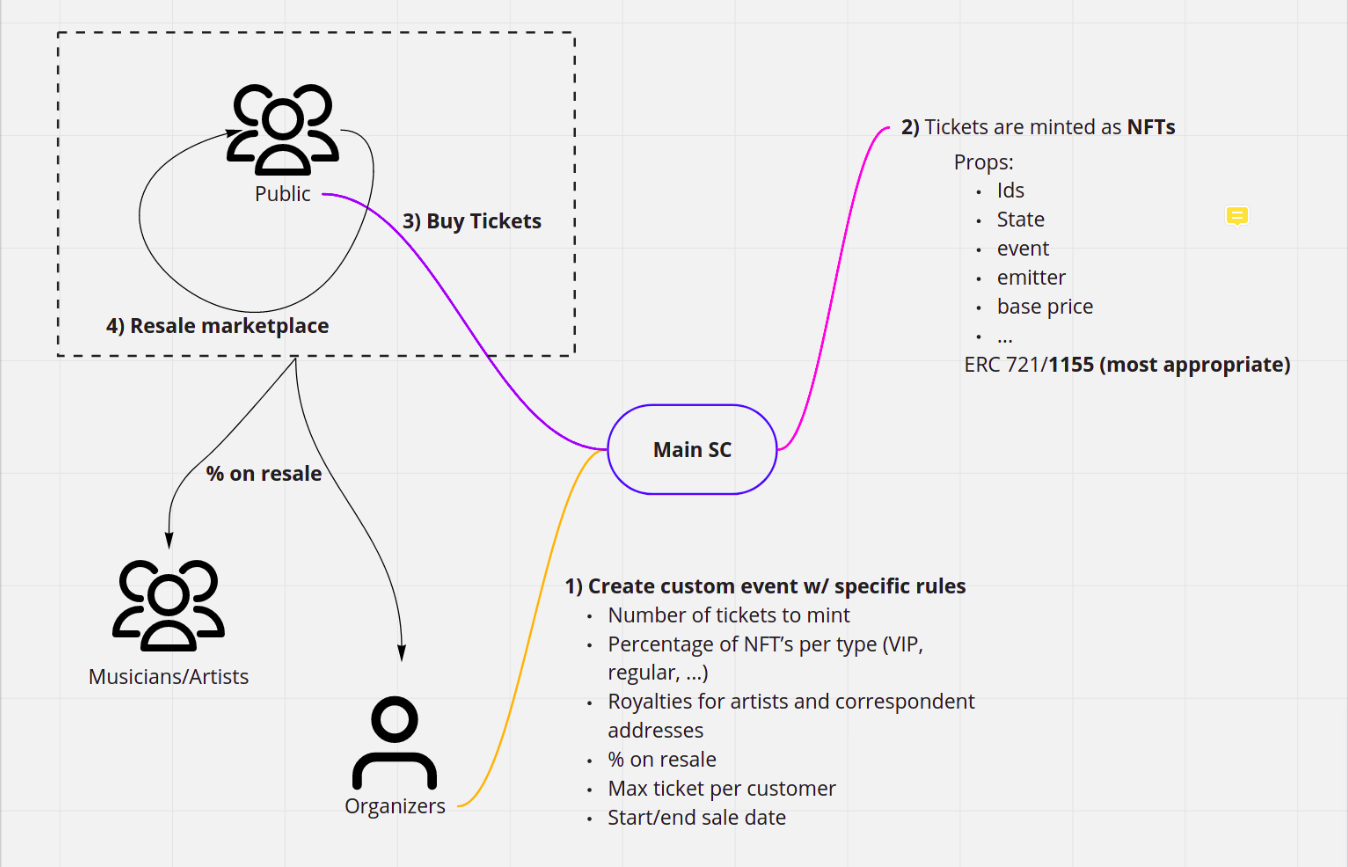 Public
3) Buy Tickets
4) Resale marketplace
2) Tickets are minted as NFTs
Props:
• Ids
• State
• event
• emitter
• base price
• ...
ERC 721/1155 (most appropriate)
Main SC
% on resale
Musicians/Artists
Organizers
1) Create custom event w/ specific rules
• Number of tickets to mint
• Percentage of NFT’s per type (VIP,
regular, ...)
• Royalties for artists and correspondent
addresses
• % on resale
• Max ticket per customer
• Start/end sale date